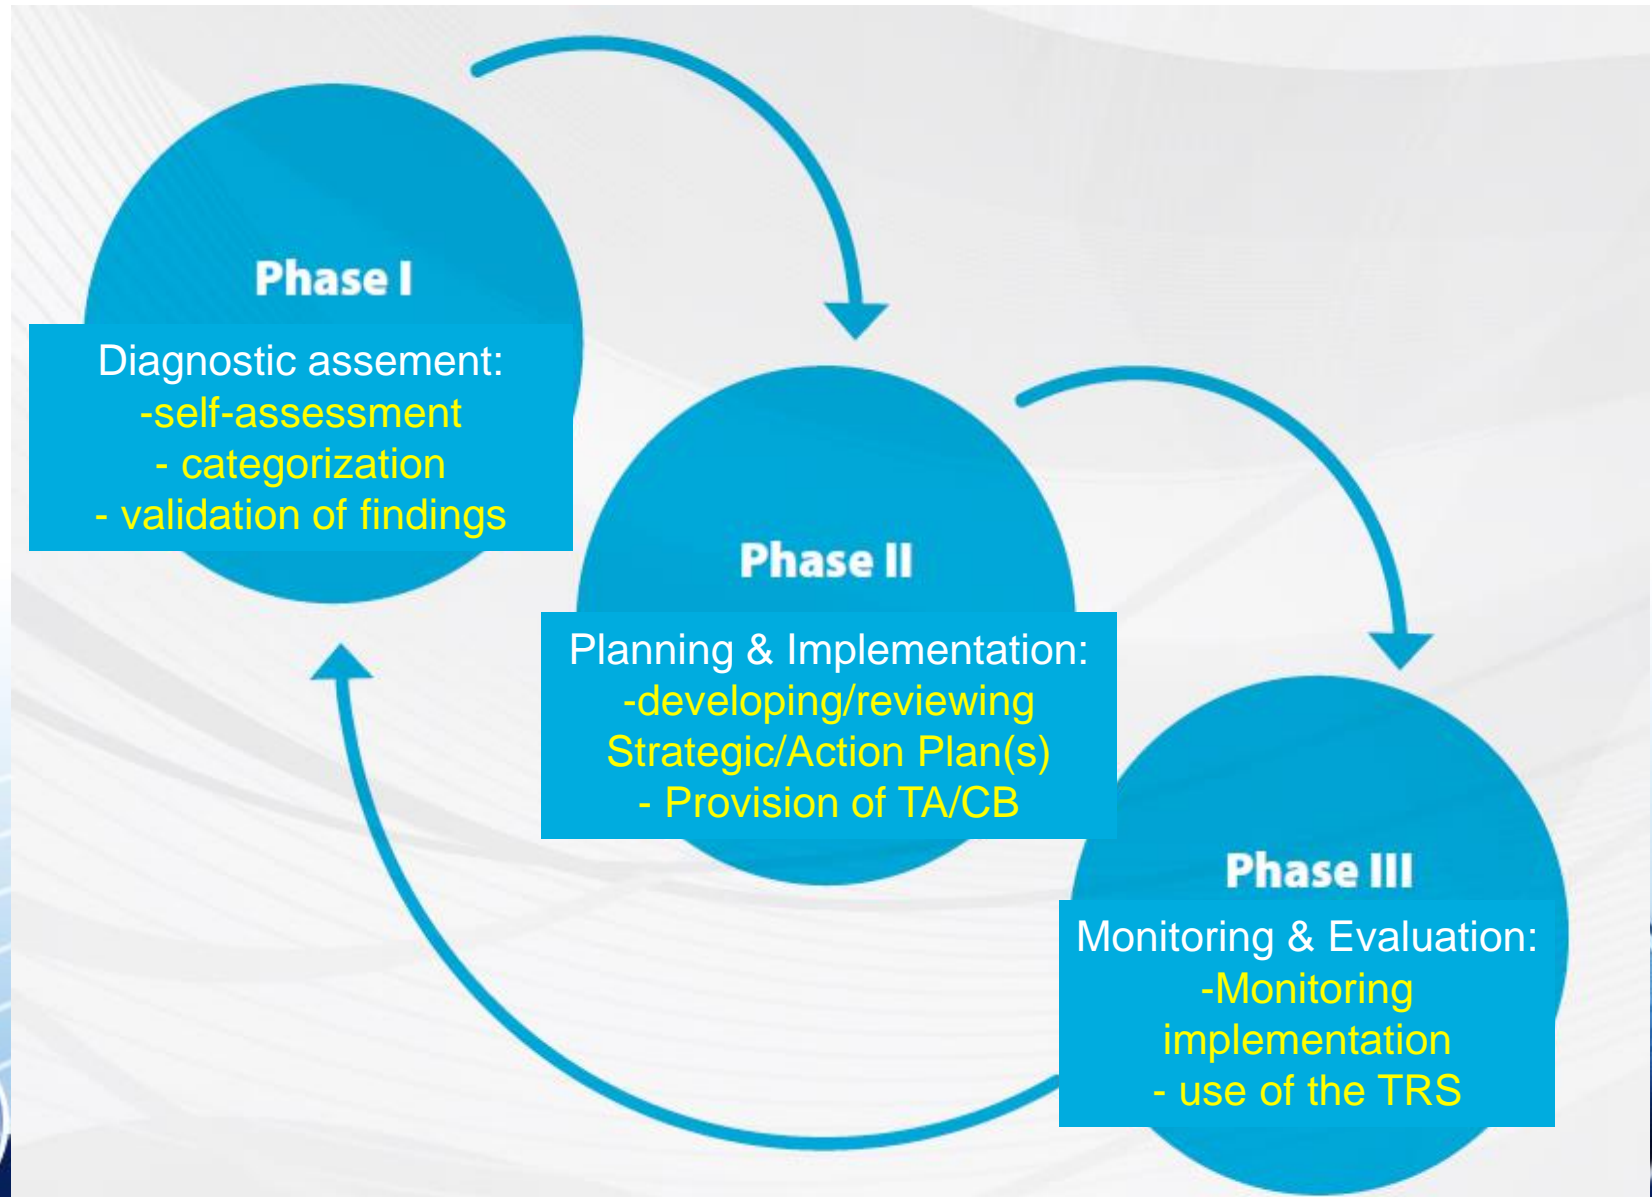 Phase I
Diagnostic assement:
-self-assessment
- categorization
- validation of findings
Phase II
Planning & Implementation:
-developing/reviewing
Strategic/Action Plan(s)
- Provision of TA/CB
Phase III
Monitoring & Evaluation:
-Monitoring
implementation
- use of the TRS